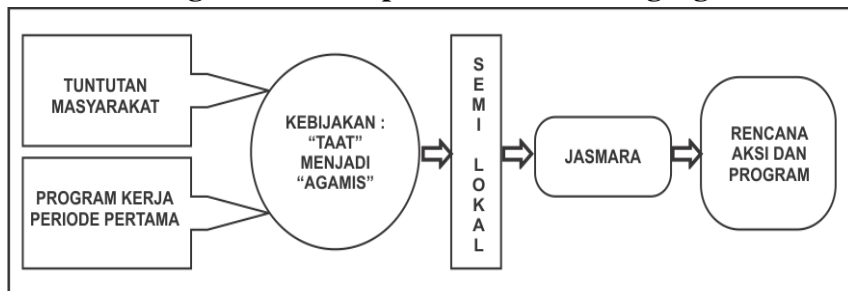 TUNTUTAN
MASYARAKAT
PROGRAM KERJA
PERIODE PERTAMA
KEBIJAKAN :
“TAAT”
MENJADI
“AGAMIS”
S
E
M
I
L
O
K
A
L
JASMARA
RENCANA
AKSI DAN
PROGRAM